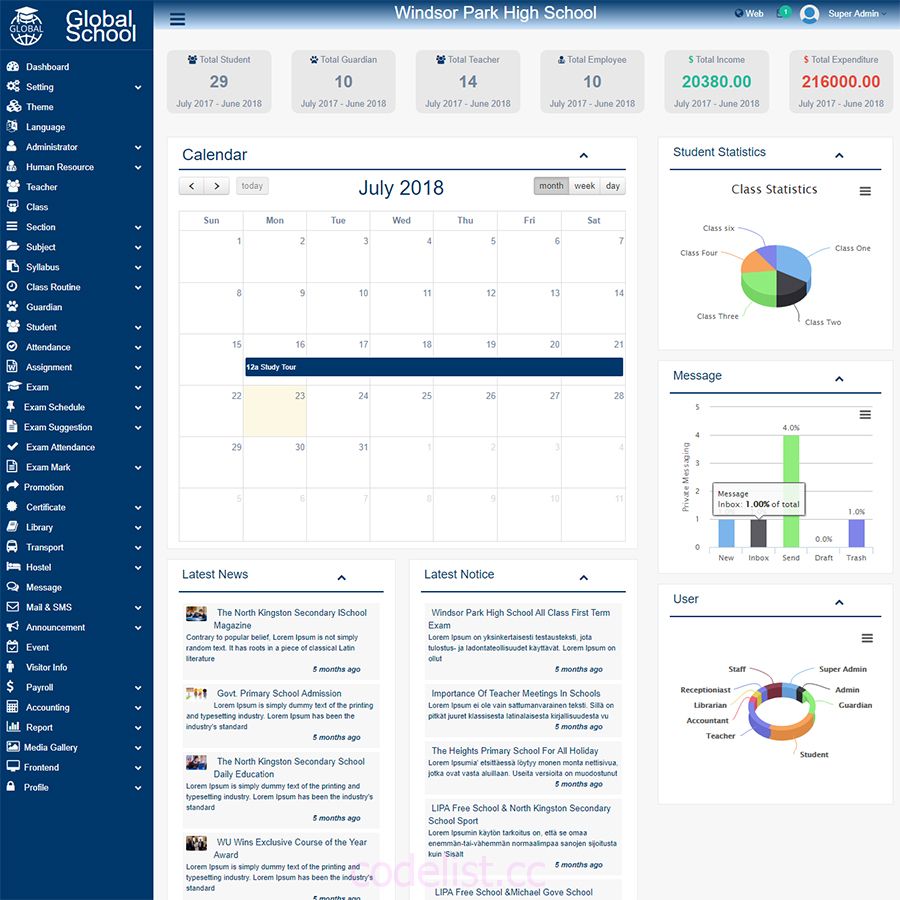 GLOBAL
Global
School
Windsor Park High School
Web
1
Super Admin
Dashboard
Setting
Theme
Language
Administrator
Human Resource
Teacher
Class
Section
Subject
Syllabus
Class Routine
Guardian
Student
Attendance
Assignment
Exam
Exam Schedule
Exam Suggestion
Exam Attendance
Exam Mark
Promotion
Certificate
Library
Transport
Hostel
Message
Mail & SMS
Announcement
Event
Visitor Info
Payroll
Accounting
Report
Media Gallery
Frontend
Profile
Total Student
29
July 2017 - June 2018
Total Guardian
10
July 2017 - June 2018
Total Teacher
14
July 2017 - June 2018
Total Employee
10
July 2017 - June 2018
$ Total Income
20380.00
July 2017 - June 2018
$ Total Expenditure
216000.00
July 2017 - June 2018
Calendar
today
July 2018
month week day
Sun Mon Tue Wed Thu Fri Sat
1 2 3 4 5 6 7
8 9 10 11 12 13 14
15 16 17 18 19 20 21
12a Study Tour
22 23 24 25 26 27 28
29 30 31 1 2 3 4
5 6 7 8 9 10 11
Student Statistics
Class Statistics
Class six
Class One
Class Four
Class Three
Class Two
Message
5
4
3
2
1
0
Private Messaging
4.0%
1.0%
0.0%
Message
Inbox: 1.00% of total
New Inbox Send Draft Trash
User
Staff
Super Admin
Receptioniast
Admin
Librarian
Guardian
Accountant
Teacher
Student
Latest News
The North Kingston Secondary ISchool
Magazine
Contrary to popular belief, Lorem Ipsum is not simply
random text. It has roots in a piece of classical Latin
literature
5 months ago
Govt. Primary School Admission
Lorem Ipsum is simply dummy text of the printing
and typesetting industry. Lorem Ipsum has been the
industry's standard
5 months ago
The North Kingston Secondary School
Daily Education
Lorem Ipsum is simply dummy text of the printing and
typesetting industry. Lorem Ipsum has been the industry's
standard
5 months ago
WU Wins Exclusive Course of the Year
Award
Lorem Ipsum is simply dummy text of the printing and
typesetting industry. Lorem Ipsum has been the industry's
standard
5 months ago
Latest Notice
Windsor Park High School All Class First Term
Exam
Lorem Ipsum on yksinkertaisesti testausteksti, jota
tulostus- ja ladontateollisuudet käyttävät. Lorem Ipsum on
ollut
5 months ago
Importance Of Teacher Meetings In Schools
Lorem Ipsum ei ole vain sattumanvarainen teksti. Sillä on
pitkät juuret klassisesta latinalaisesta kirjallisuudesta vu
5 months ago
The Heights Primary School For All Holiday
Lorem Ipsumia' etsittäessä löytyy monen monta nettisivua,
jotka ovat vasta aluillaan. Useita versioita on muodostunut
5 months ago
LIPA Free School & North Kingston Secondary
School Sport
Lorem Ipsumin käytön tarkoitus on, että se omaa
enemmän-tai-vähemmän normaalimpaa sanojen sijoitusta
kuin 'Sisält
5 months ago
LIPA Free School &Michael Gove School
codelist.cc